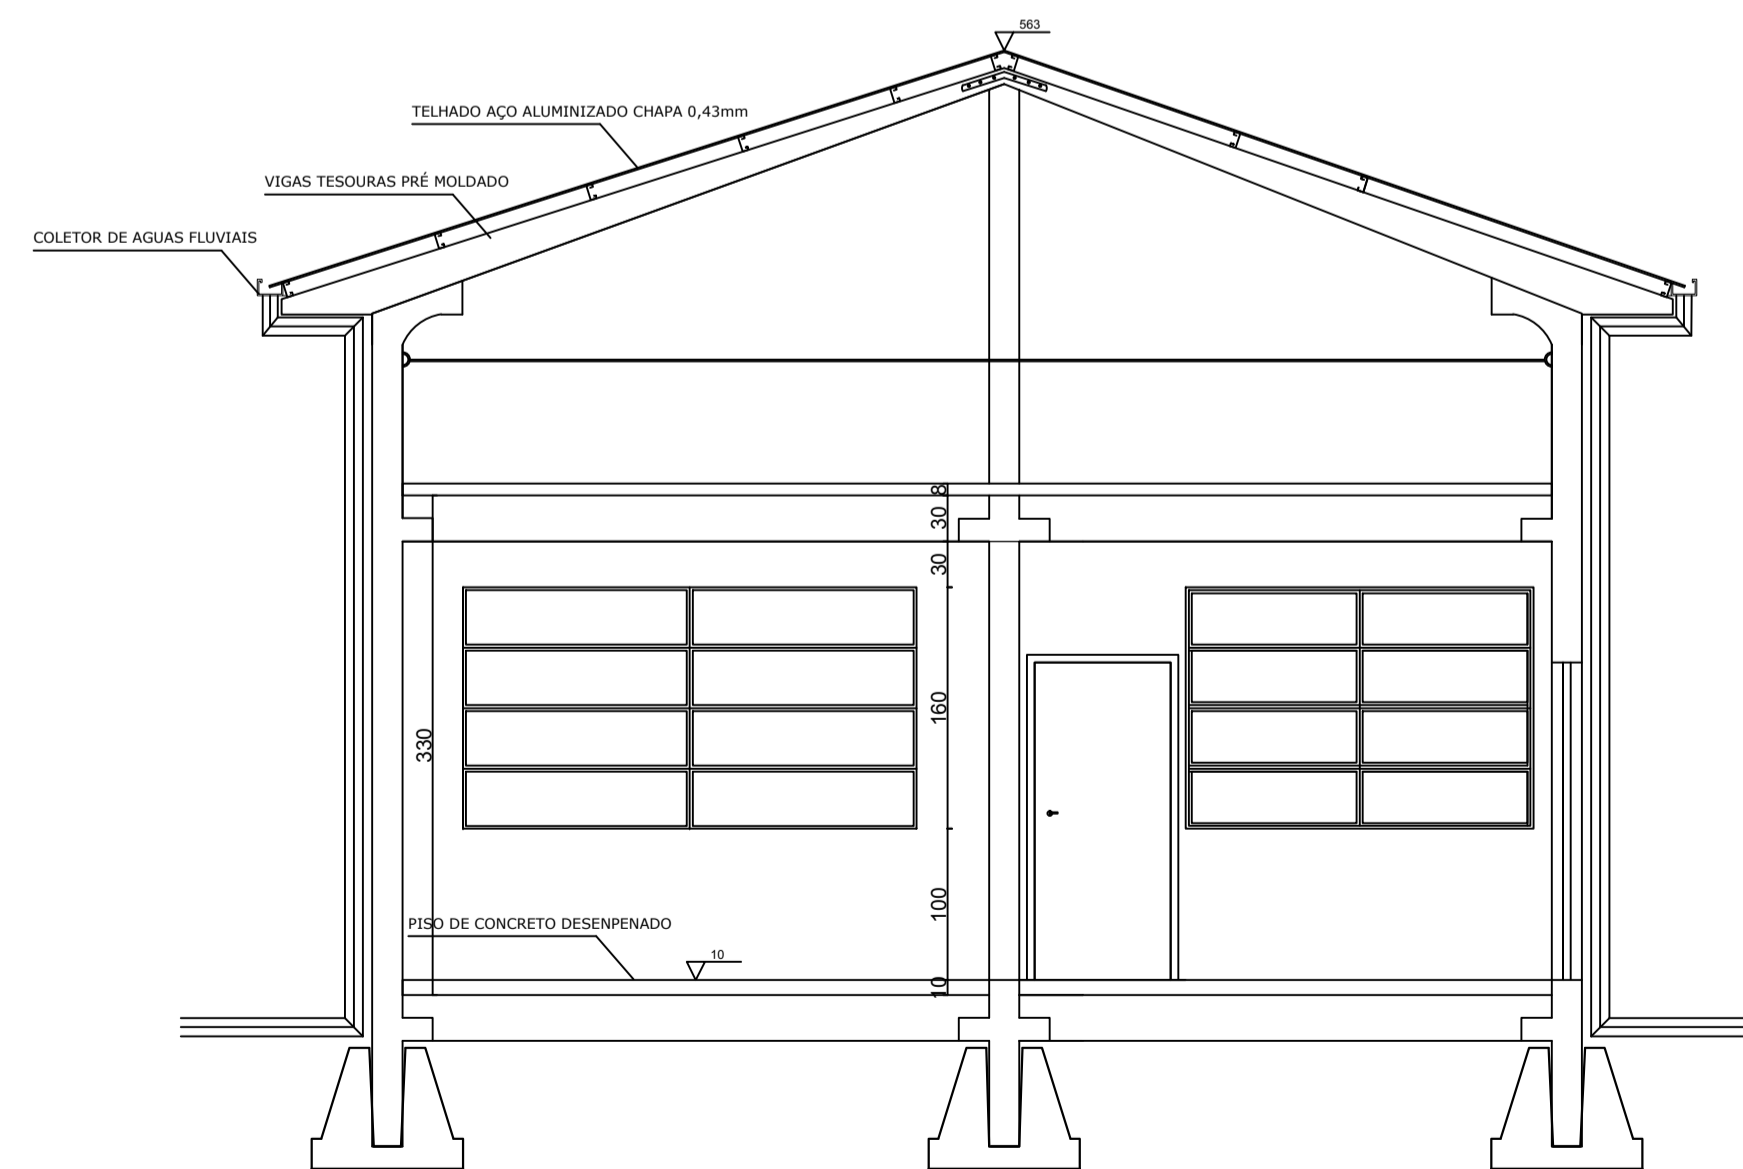 563
TELHADO AÇO ALUMINIZADO CHAPA 0,43mm
VIGAS TESOURAS PRÉ MOLDADO
COLETOR DE AGUAS FLUVIAIS
8
30
30
160
330
100
PISO DE CONCRETO DESENPENADO
10
10